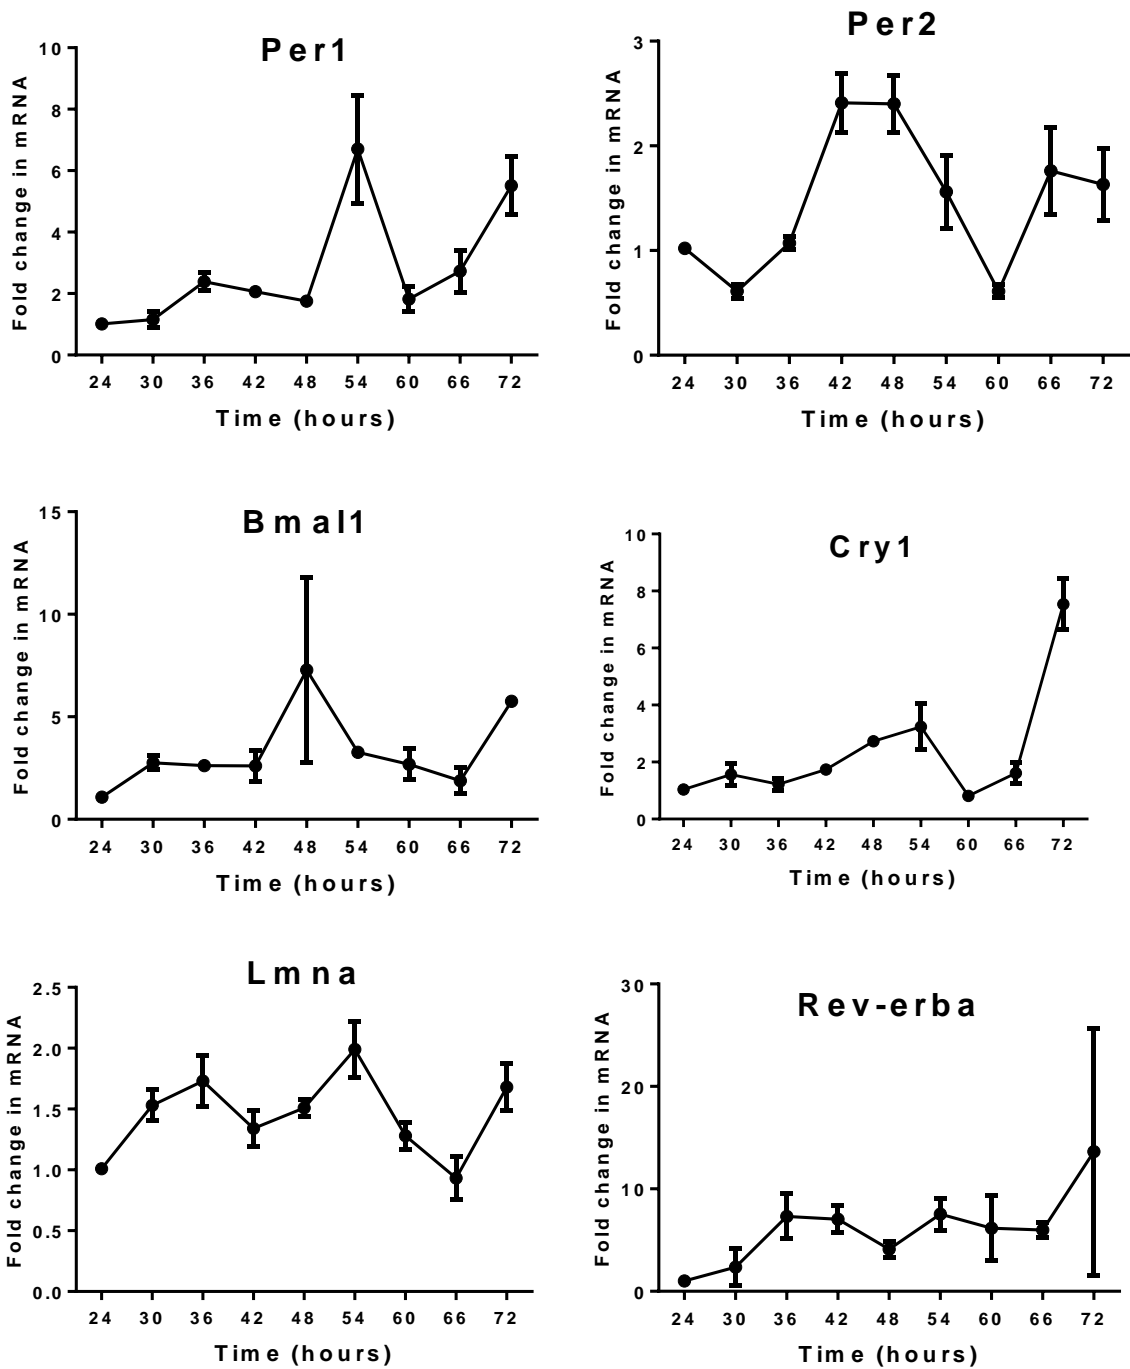 Per1
Fold change in mRNA
10
8
6
4
2
0
24 30 36 42 48 54 60 66 72
Time (hours)
Per2
Fold change in mRNA
3
2
1
0
24 30 36 42 48 54 60 66 72
Time (hours)
Bmal1
Fold change in mRNA
15
10
5
0
24 30 36 42 48 54 60 66 72
Time (hours)
Cry1
Fold change in mRNA
10
8
6
4
2
0
24 30 36 42 48 54 60 66 72
Time (hours)
Lmna
Fold change in mRNA
2.5
2.0
1.5
1.0
0.5
0.0
24 30 36 42 48 54 60 66 72
Time (hours)
Rev-erba
Fold change in mRNA
30
20
10
0
24 30 36 42 48 54 60 66 72
Time (hours)